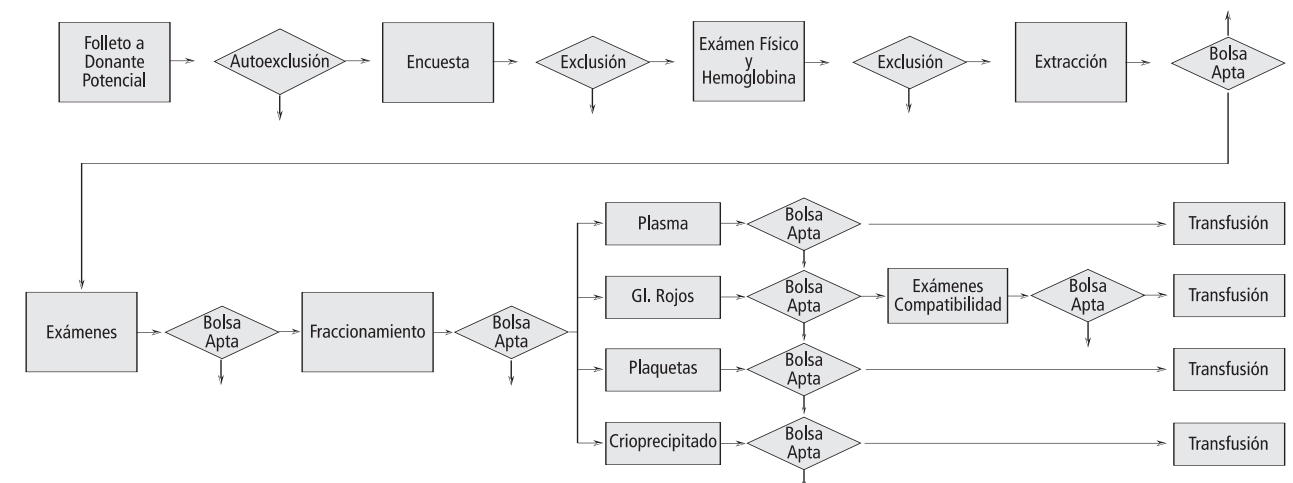 Folleto a
Donante
Potencial
Autoexclusión
Encuesta
Exclusión
Exámen Físico
y
Hemoglobina
Exclusión
Extracción
Bolsa
Apta
Exámenes
Bolsa
Apta
Fraccionamiento
Bolsa
Apta
Plasma
Bolsa
Apta
Transfusión
Gl. Rojos
Bolsa
Apta
Exámenes
Compatibilidad
Bolsa
Apta
Transfusión
Plaquetas
Bolsa
Apta
Transfusión
Crioprecipitado
Bolsa
Apta
Transfusión